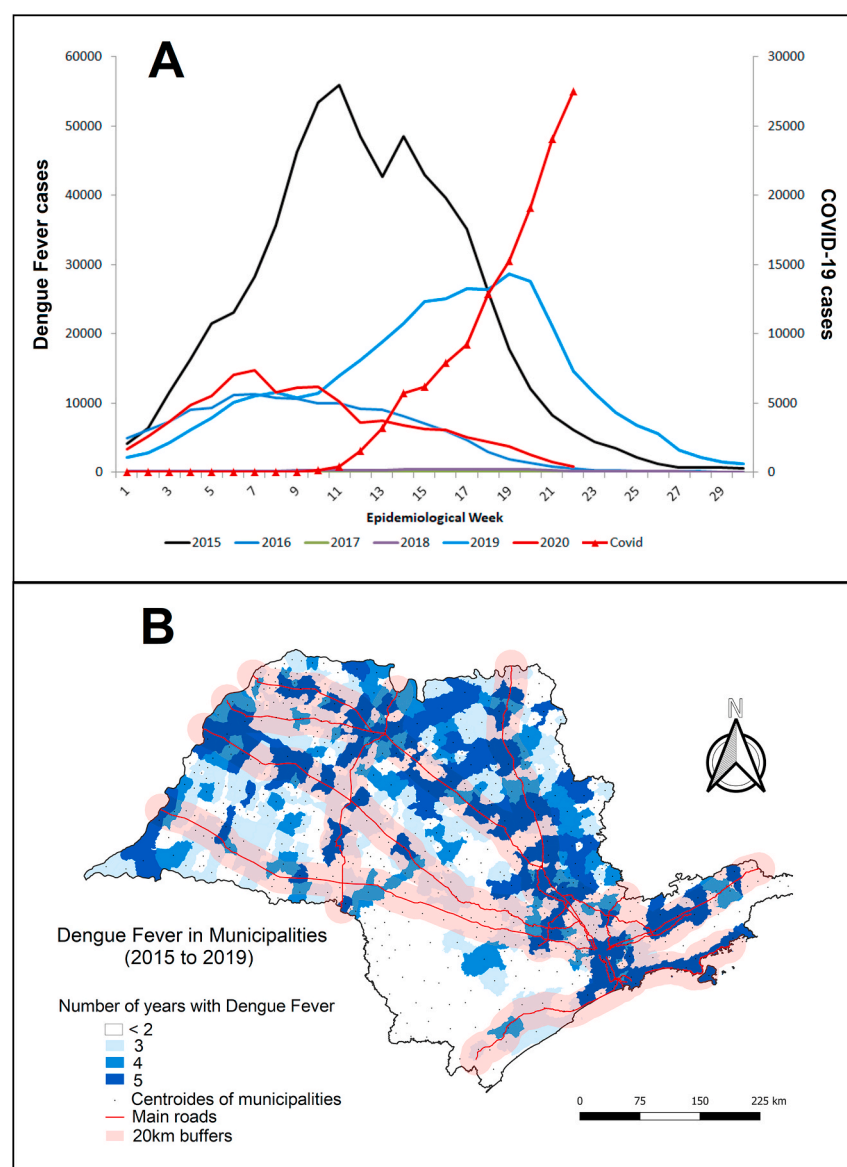 A
60000
50000
40000
30000
20000
10000
0
Dengue Fever cases
30000
25000
20000
15000
10000
5000
0
COVID-19 cases
1 3 5 7 9 11 13 15 17 19 21 23 25 27 29
Epidemiological Week
2015 2016 2017 2018 2019 2020 Covid
B
N
Dengue Fever in Municipalities
(2015 to 2019)
Number of years with Dengue Fever
< 2
3
4
5
Centroides of municipalities
Main roads
20km buffers
0 75 150 225 km